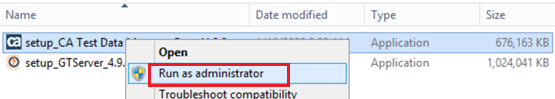 Name Date modified Type Size
setup_CA Test Data Application 676,163 KB
Open
setup_GTServer_4.9. Application 1,024,041 KB
Run as administrator
Troubleshoot compatibility